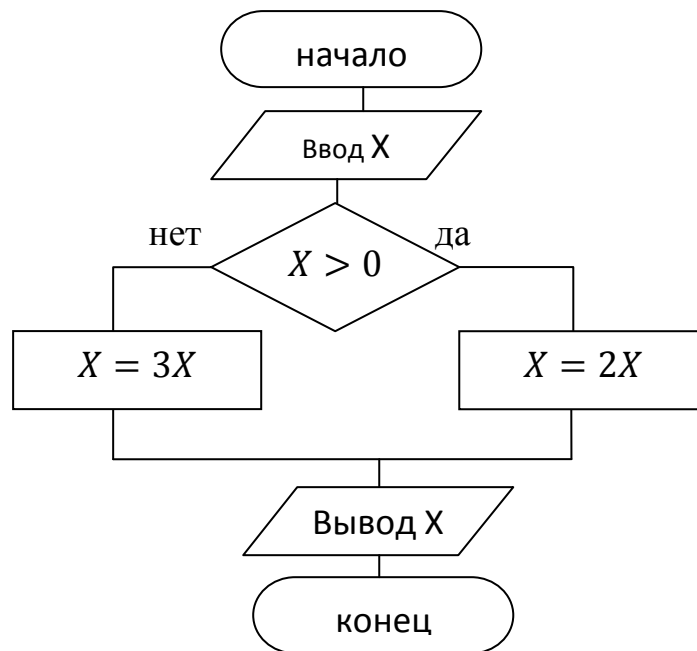 начало
Ввод X
нет
да
X > 0
X = 3X
X = 2X
Вывод X
конец